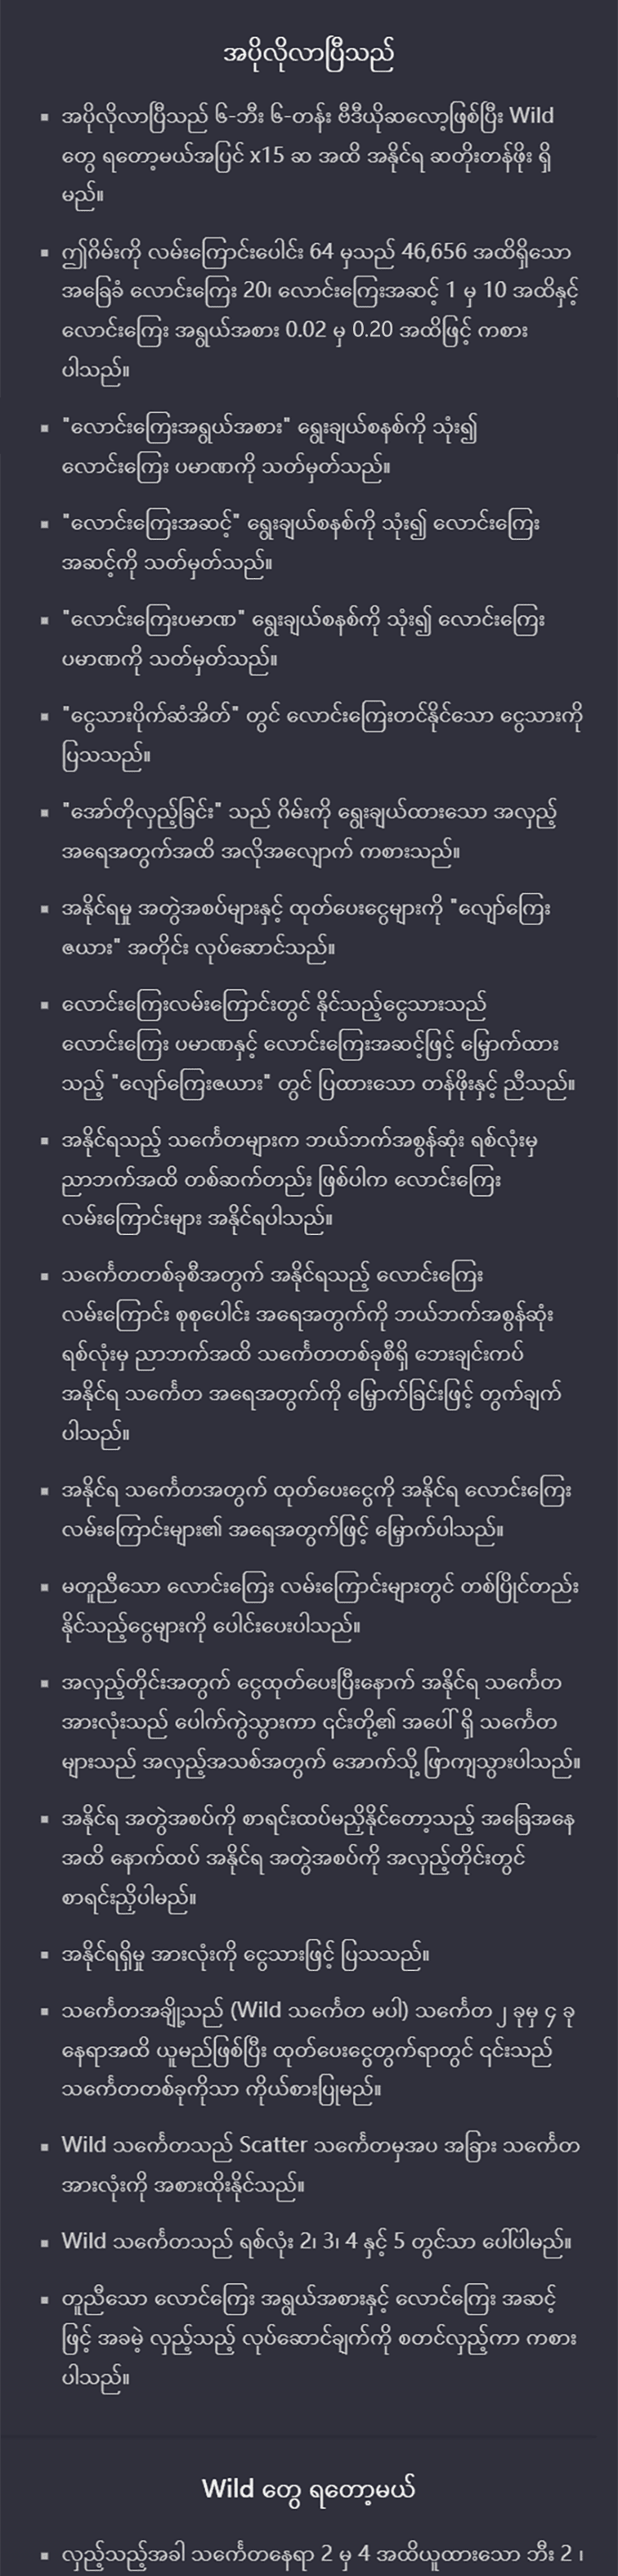 အပိုလိုလာပြီသည်
▪ အပိုလိုလာပြီသည် ၆-ဘီး ၆-တန်း ဗီဒီယိုဆလော့ဖြစ်ပြီး Wild
တွေ ရတော့မယ်အပြင် x15 ဆ အထိ အနိုင်ရ ဆတိုးတန်ဖိုး ရှိ
မည်။
▪ ဤဂိမ်းကို လမ်းကြောင်းပေါင်း 64 မှသည် 46,656 အထိရှိသော
အခြေခံ လောင်းကြေး 20၊ လောင်းကြေးအဆင့် 1 မှ 10 အထိနှင့်
လောင်းကြေး အရွယ်အစား 0.02 မှ 0.20 အထိဖြင့် ကစား
ပါသည်။
▪ "လောင်းကြေးအရွယ်အစား" ရွေးချယ်စနစ်ကို သုံး၍
လောင်းကြေး ပမာဏကို သတ်မှတ်သည်။
▪ "လောင်းကြေးအဆင့်" ရွေးချယ်စနစ်ကို သုံး၍ လောင်းကြေး
အဆင့်ကို သတ်မှတ်သည်။
▪ "လောင်းကြေးပမာဏ" ရွေးချယ်စနစ်ကို သုံး၍ လောင်းကြေး
ပမာဏကို သတ်မှတ်သည်။
▪ "ငွေသားပိုက်ဆံအိတ်" တွင် လောင်းကြေးတင်နိုင်သော ငွေသားကို
ပြသသည်။
▪ "အော်တိုလှည့်ခြင်း" သည် ဂိမ်းကို ရွေးချယ်ထားသော အလှည့်
အရေအတွက်အထိ အလိုအလျောက် ကစားသည်။
▪ အနိုင်ရမှု အတွဲအစပ်များနှင့် ထုတ်ပေးငွေများကို "လျော်ကြေး
ဇယား" အတိုင်း လုပ်ဆောင်သည်။
▪ လောင်းကြေးလမ်းကြောင်းတွင် နိုင်သည့်ငွေသားသည်
လောင်းကြေး ပမာဏနှင့် လောင်းကြေးအဆင့်ဖြင့် မြှောက်ထား
သည့် "လျော်ကြေးဇယား" တွင် ပြထားသော တန်ဖိုးနှင့် ညီသည်။
▪ အနိုင်ရသည့် သင်္ကေတများက ဘယ်ဘက်အစွန်ဆုံး ရစ်လုံးမှ
ညာဘက်အထိ တစ်ဆက်တည်း ဖြစ်ပါက လောင်းကြေး
လမ်းကြောင်းများ အနိုင်ရပါသည်။
▪ သင်္ကေတတစ်ခုစီအတွက် အနိုင်ရသည့် လောင်းကြေး
လမ်းကြောင်း စုစုပေါင်း အရေအတွက်ကို ဘယ်ဘက်အစွန်ဆုံး
ရစ်လုံးမှ ညာဘက်အထိ သင်္ကေတတစ်ခုစီရှိ ဘေးချင်းကပ်
အနိုင်ရ သင်္ကေတ အရေအတွက်ကို မြှောက်ခြင်းဖြင့် တွက်ချက်
ပါသည်။
▪ အနိုင်ရ သင်္ကေတအတွက် ထုတ်ပေးငွေကို အနိုင်ရ လောင်းကြေး
လမ်းကြောင်းများ၏ အရေအတွက်ဖြင့် မြှောက်ပါသည်။
▪ မတူညီသော လောင်းကြေး လမ်းကြောင်းများတွင် တစ်ပြိုင်တည်း
နိုင်သည့်ငွေများကို ပေါင်းပေးပါသည်။
▪ အလှည့်တိုင်းအတွက် ငွေထုတ်ပေးပြီးနောက် အနိုင်ရ သင်္ကေတ
အားလုံးသည် ပေါက်ကွဲသွားကာ ၎င်းတို့၏ အပေါ် ရှိ သင်္ကေတ
များသည် အလှည့်အသစ်အတွက် အောက်သို့ ဖြာကျသွားပါသည်။
▪ အနိုင်ရ အတွဲအစပ်ကို စာရင်းထပ်မညှိနိုင်တော့သည့် အခြေအနေ
အထိ နောက်ထပ် အနိုင်ရ အတွဲအစပ်ကို အလှည့်တိုင်းတွင်
စာရင်းညှိပါမည်။
▪ အနိုင်ရရှိမှု အားလုံးကို ငွေသားဖြင့် ပြသသည်။
▪ သင်္ကေတအချို့သည် (Wild သင်္ကေတ မပါ) သင်္ကေတ ၂ ခုမှ ၄ ခု
နေရာအထိ ယူမည်ဖြစ်ပြီး ထုတ်ပေးငွေတွက်ရာတွင် ၎င်းသည်
သင်္ကေတတစ်ခုကိုသာ ကိုယ်စားပြုမည်။
▪ Wild သင်္ကေတသည် Scatter သင်္ကေတမှအပ အခြား သင်္ကေတ
အားလုံးကို အစားထိုးနိုင်သည်။
▪ Wild သင်္ကေတသည် ရစ်လုံး 2၊ 3၊ 4 နှင့် 5 တွင်သာ ပေါ်ပါမည်။
▪ တူညီသော လောင်ကြေး အရွယ်အစားနှင့် လောင်ကြေး အဆင့်
ဖြင့် အခမဲ့ လှည့်သည့် လုပ်ဆောင်ချက်ကို စတင်လှည့်ကာ ကစား
ပါသည်။
Wild တွေ ရတော့မယ်
▪ လှည့်သည့်အခါ သင်္ကေတနေရာ 2 မှ 4 အထိယူထားသော ဘီး 2 ၊